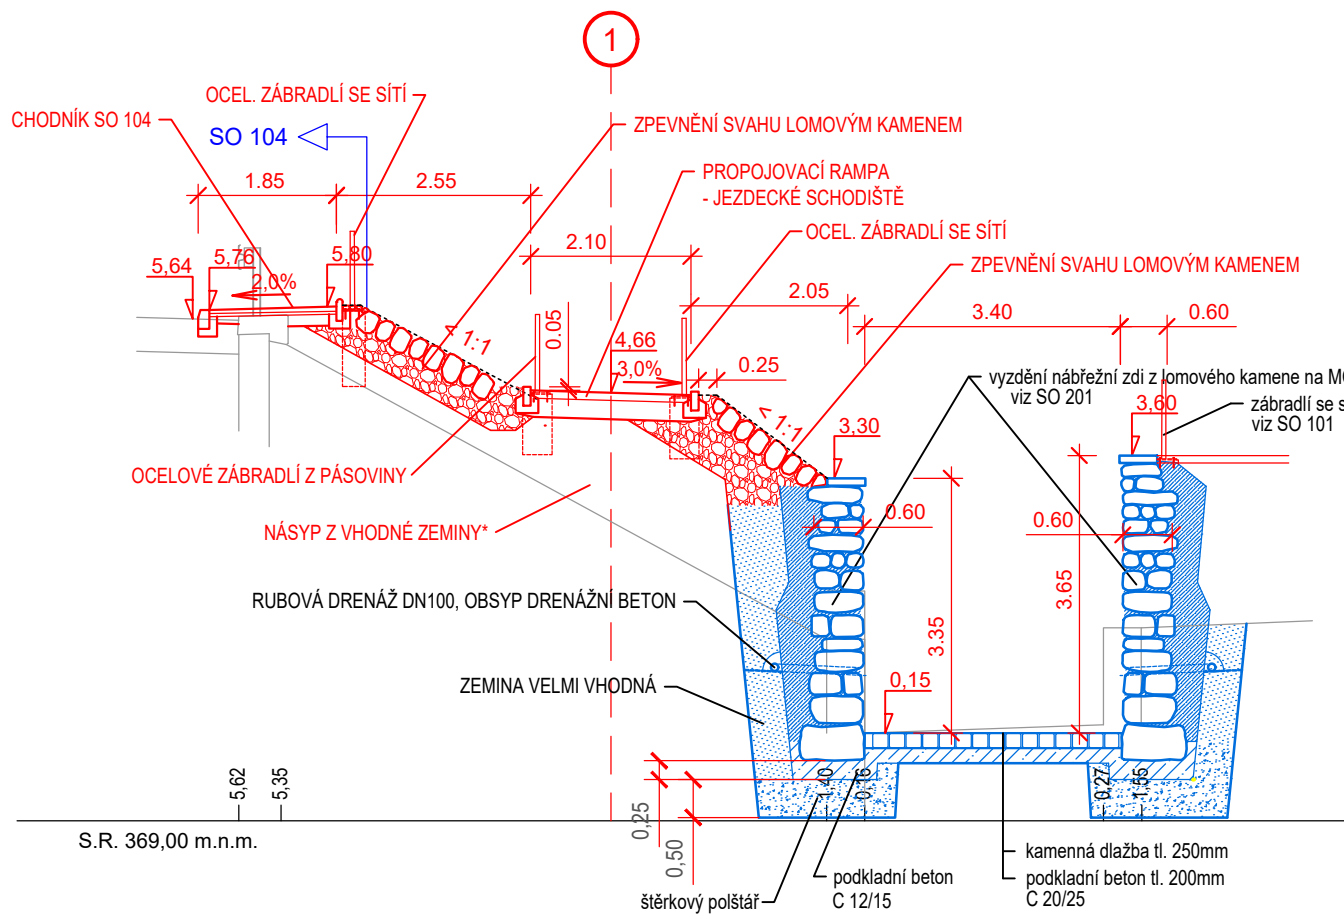 1
OCEL. ZÁBRADLÍ SE SÍTÍ
CHODNÍK SO 104
SO 104
ZPEVNĚNÍ SVAHU LOMOVÝM KAMENEM
PROPOJOVACÍ RAMPA
- JEZDECKÉ SCHODIŠTĚ
1.85
2.55
OCEL. ZÁBRADLÍ SE SÍTÍ
2.10
ZPEVNĚNÍ SVAHU LOMOVÝM KAMENEM
5,64
5,76
5,80
2,0%
2.05
3.40
0.60
< 1:1
0.05
4,66
3,0%
0.25
vyzdění nábřežní zdi z lomového kamene na MC
viz SO 201
zábradlí se s
viz SO 101
3,60
< 1:1
3,30
OCELOVÉ ZÁBRADLÍ Z PÁSOVINY
NÁSYP Z VHODNÉ ZEMINY*
0.60
0.60
3.35
3.65
RUBOVÁ DRENÁŽ DN100, OBSYP DRENÁŽNÍ BETON
ZEMINA VELMI VHODNÁ
0,15
5,62
5,35
1,40
0,16
0,27
1,55
0,25
0,50
S.R. 369,00 m.n.m.
štěrkový polštář
podkladní beton
C 12/15
kamenná dlažba tl. 250mm
podkladní beton tl. 200mm
C 20/25